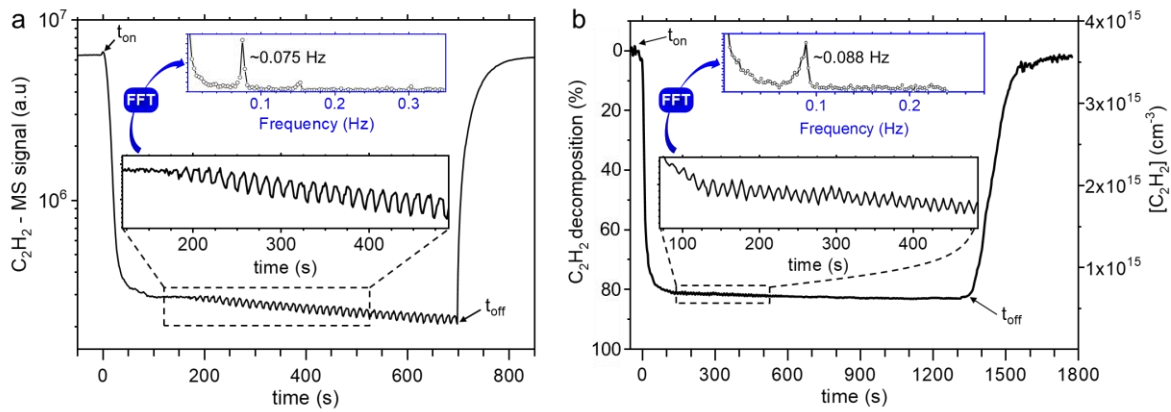 a
10⁷
10⁶
C₂H₂ - MS signal (a.u)
t_on
FFT
~0.075 Hz
0.1 0.2 0.3
Frequency (Hz)
200 300 400
time (s)
t_off
0 200 400 600 800
time (s)
b
0
20
40
60
80
100
C₂H₂ decomposition (%)
t_on
FFT
~0.088 Hz
0.1 0.2
Frequency (Hz)
100 200 300 400
time (s)
t_off
0 300 600 900 1200 1500 1800
time (s)
4x10¹⁵
3x10¹⁵
2x10¹⁵
1x10¹⁵
[C₂H₂] (cm⁻³)